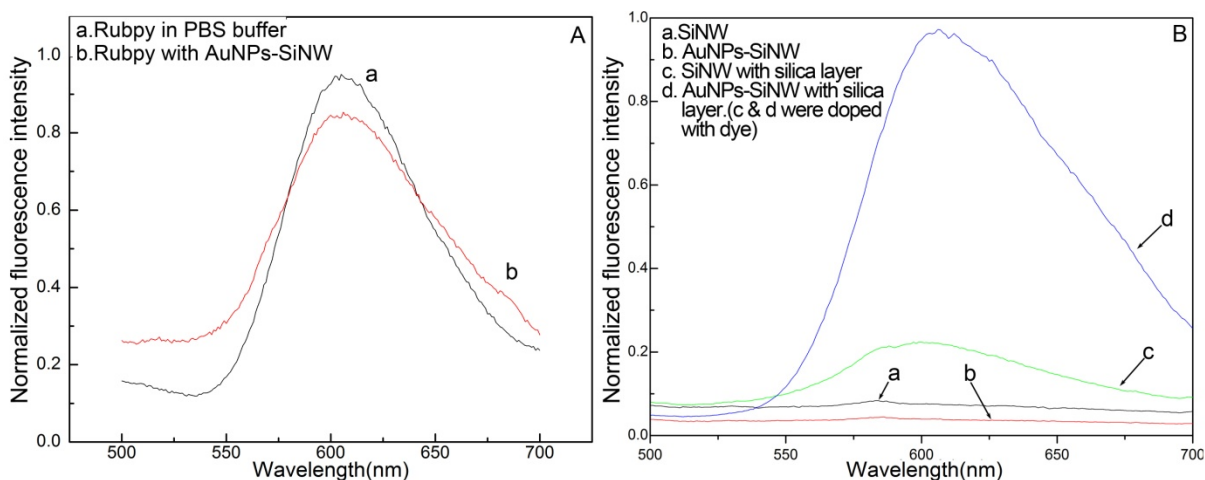 a.Rubpy in PBS buffer
b.Rubpy with AuNPs-SiNW
A
a
b
1.0
0.8
0.6
0.4
0.2
0.0
500
550
600
650
700
Wavelength(nm)
Normalized fluorescence intensity
B
a.SiNW
b. AuNPs-SiNW
c. SiNW with silica layer
d. AuNPs-SiNW with silica
layer.(c & d were doped
with dye)
d
c
a
b
1.0
0.8
0.6
0.4
0.2
0.0
500
550
600
650
700
Wavelength(nm)
Normalized fluorescence intensity